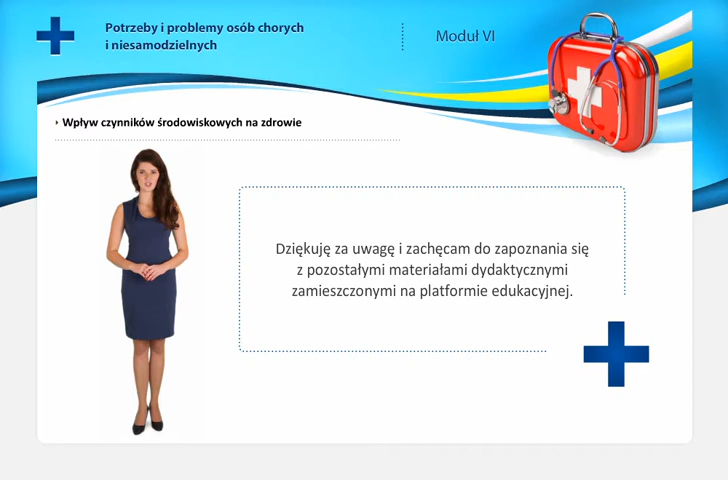 Potrzeby i problemy osób chorych
i niesamodzielnych
Moduł VI
Wpływ czynników środowiskowych na zdrowie
Dziękuję za uwagę i zachęcam do zapoznania się
z pozostałymi materiałami dydaktycznymi
zamieszczonymi na platformie edukacyjnej.